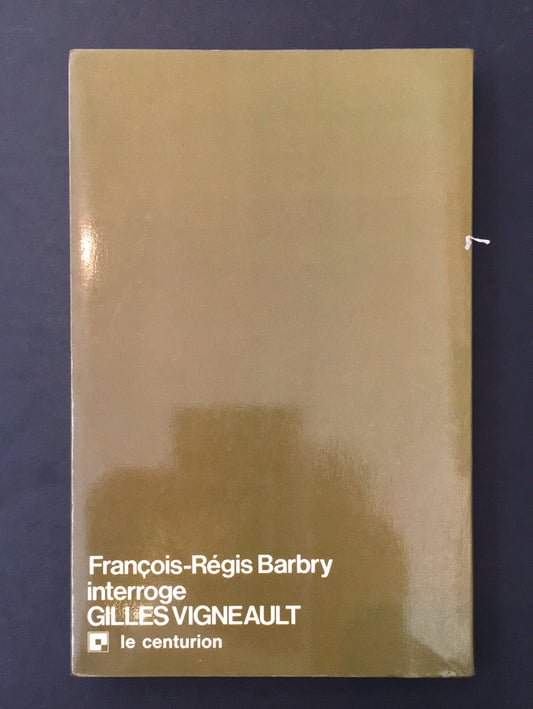 François-Régis Barbry
interroge
GILLES VIGNEAULT
le centurion